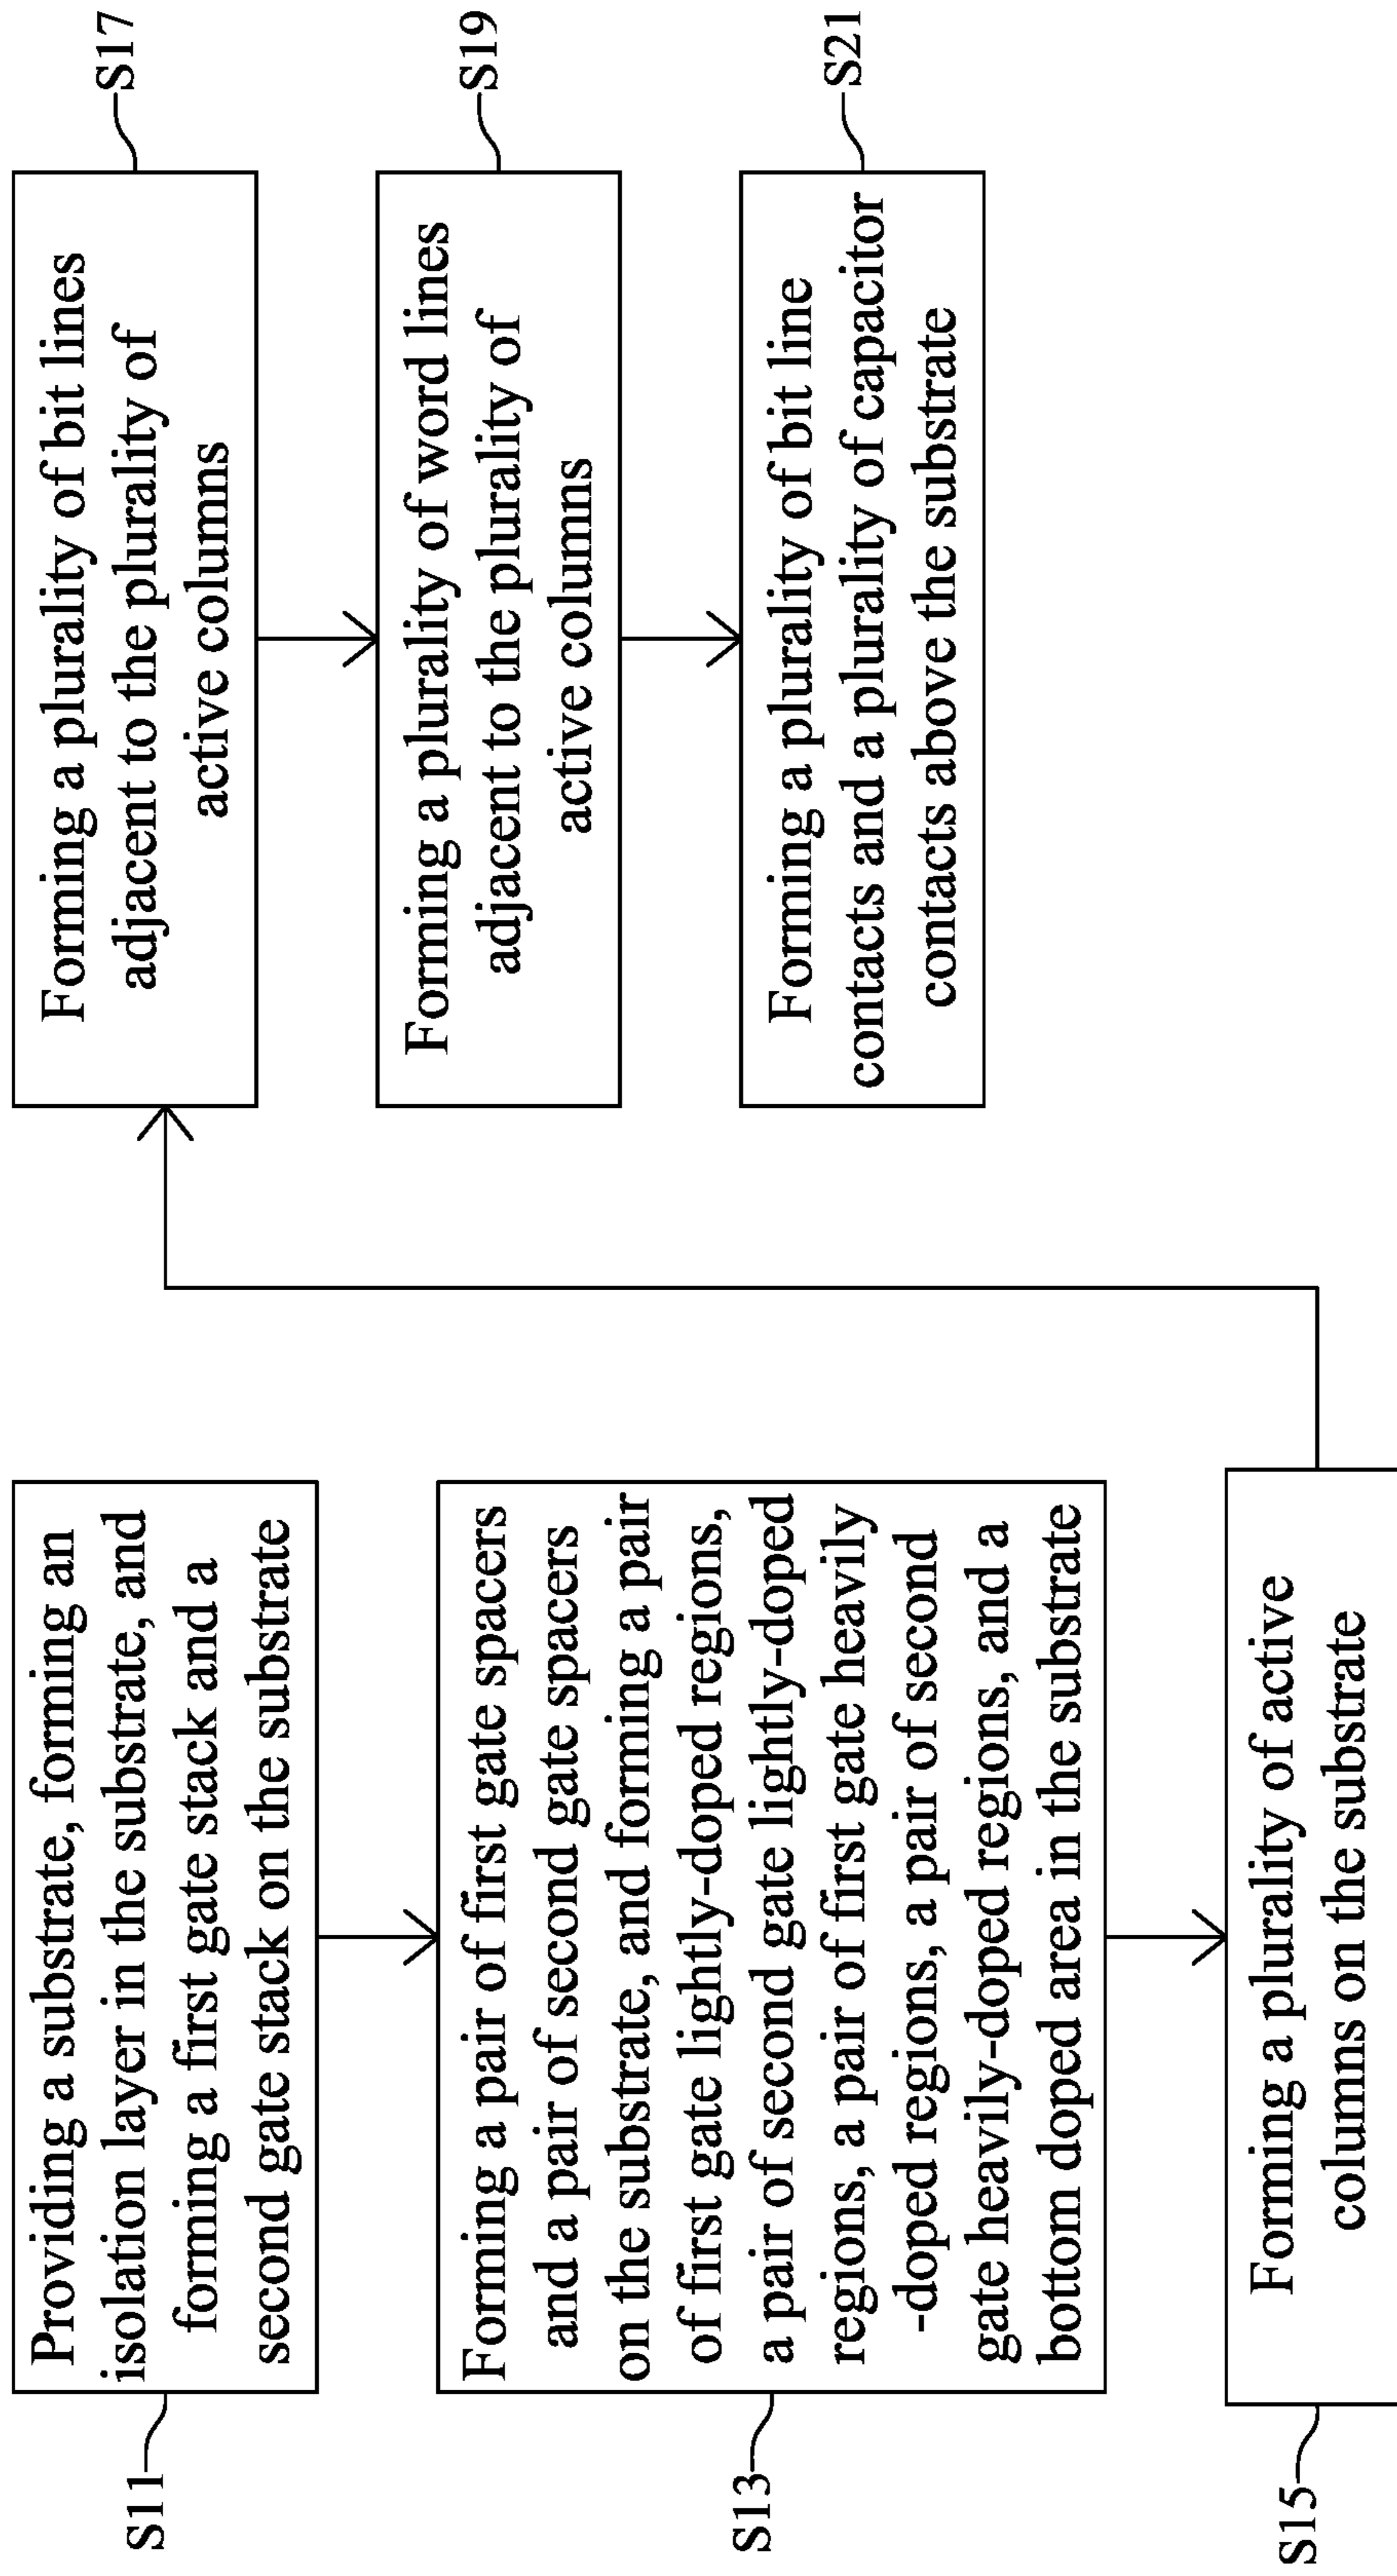 S11
Providing a substrate, forming an
isolation layer in the substrate, and
forming a first gate stack and a
second gate stack on the substrate
S13
Forming a pair of first gate spacers
and a pair of second gate spacers
on the substrate, and forming a pair
of first gate lightly-doped regions,
a pair of second gate lightly-doped
regions, a pair of first gate heavily
-doped regions, a pair of second
gate heavily-doped regions, and a
bottom doped area in the substrate
S15
Forming a plurality of active
columns on the substrate
S17
Forming a plurality of bit lines
adjacent to the plurality of
active columns
S19
Forming a plurality of word lines
adjacent to the plurality of
active columns
S21
Forming a plurality of bit line
contacts and a plurality of capacitor
contacts above the substrate